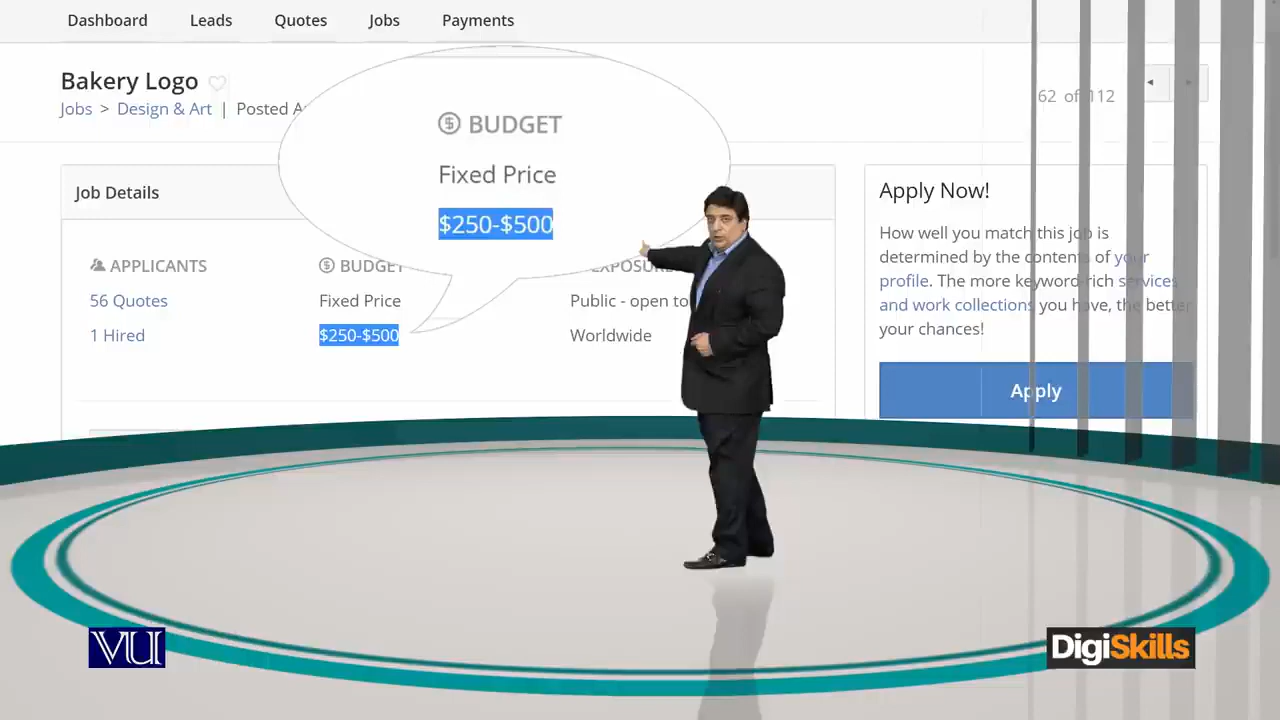 Dashboard Leads Quotes Jobs Payments
Bakery Logo
62 of 112
Jobs > Design & Art | Posted
BUDGET
Fixed Price
$250-$500
Job Details
Apply Now!
How well you match this job is
determined by the contents of your
profile. The more keyword-rich services
and work collections you have, the better
your chances!
APPLICANTS BUDGET EXPOSURE
56 Quotes Fixed Price Public - open to
1 Hired $250-$500 Worldwide
Apply
VU
DigiSkills